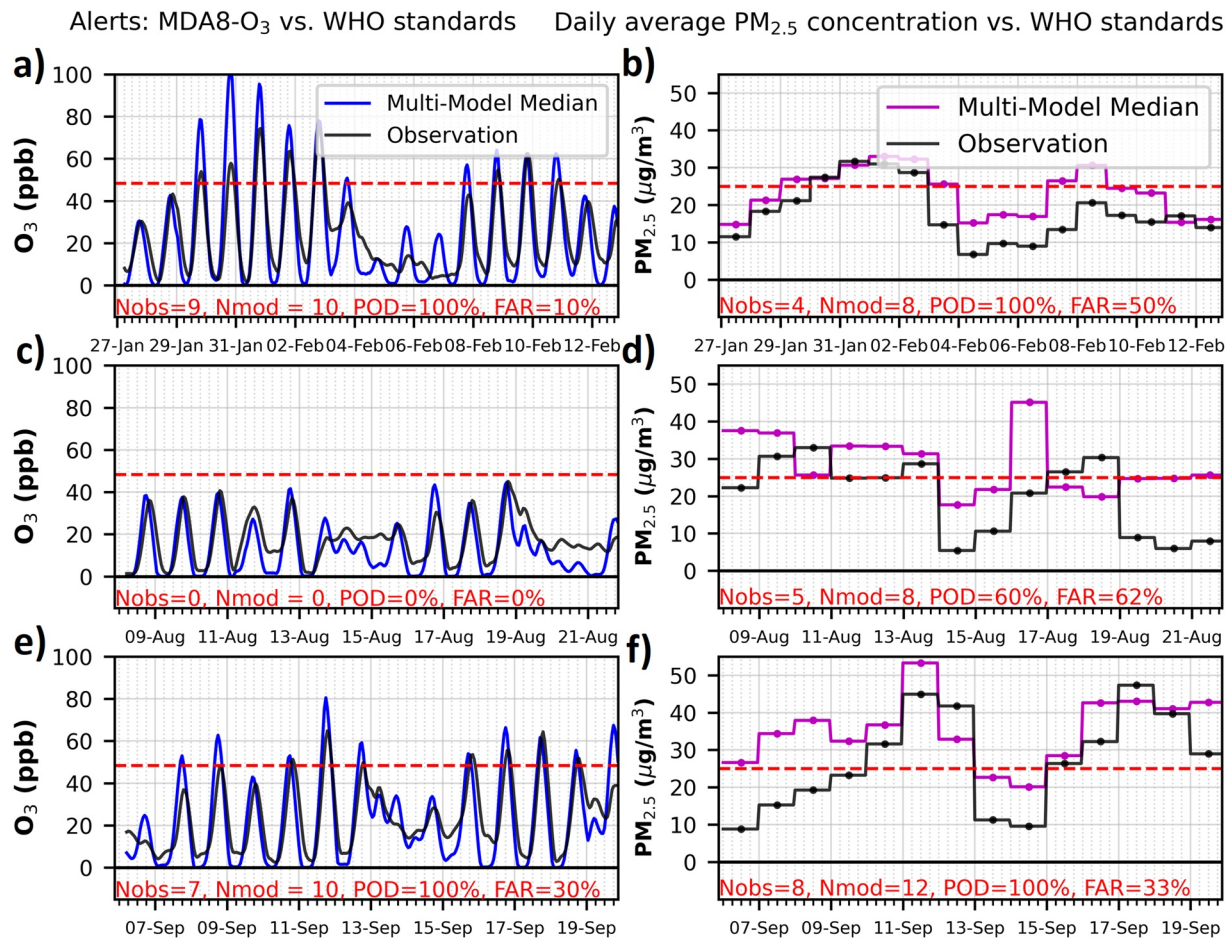 Alerts: MDA8-O₃ vs. WHO standards
Daily average PM₂.₅ concentration vs. WHO standards
a)
O₃ (ppb)
100
80
60
40
20
0
Multi-Model Median
Observation
Nobs=9, Nmod = 10, POD=100%, FAR=10%
27-Jan 29-Jan 31-Jan 02-Feb 04-Feb 06-Feb 08-Feb 10-Feb 12-Feb
b)
PM₂.₅ (µg/m³)
50
40
30
20
10
0
Multi-Model Median
Observation
Nobs=4, Nmod=8, POD=100%, FAR=50%
27-Jan 29-Jan 31-Jan 02-Feb 04-Feb 06-Feb 08-Feb 10-Feb 12-Feb
c)
O₃ (ppb)
100
80
60
40
20
0
Nobs=0, Nmod = 0, POD=0%, FAR=0%
09-Aug 11-Aug 13-Aug 15-Aug 17-Aug 19-Aug 21-Aug
d)
PM₂.₅ (µg/m³)
50
40
30
20
10
0
Nobs=5, Nmod=8, POD=60%, FAR=62%
09-Aug 11-Aug 13-Aug 15-Aug 17-Aug 19-Aug 21-Aug
e)
O₃ (ppb)
100
80
60
40
20
0
Nobs=7, Nmod = 10, POD=100%, FAR=30%
07-Sep 09-Sep 11-Sep 13-Sep 15-Sep 17-Sep 19-Sep
f)
PM₂.₅ (µg/m³)
50
40
30
20
10
0
Nobs=8, Nmod=12, POD=100%, FAR=33%
07-Sep 09-Sep 11-Sep 13-Sep 15-Sep 17-Sep 19-Sep